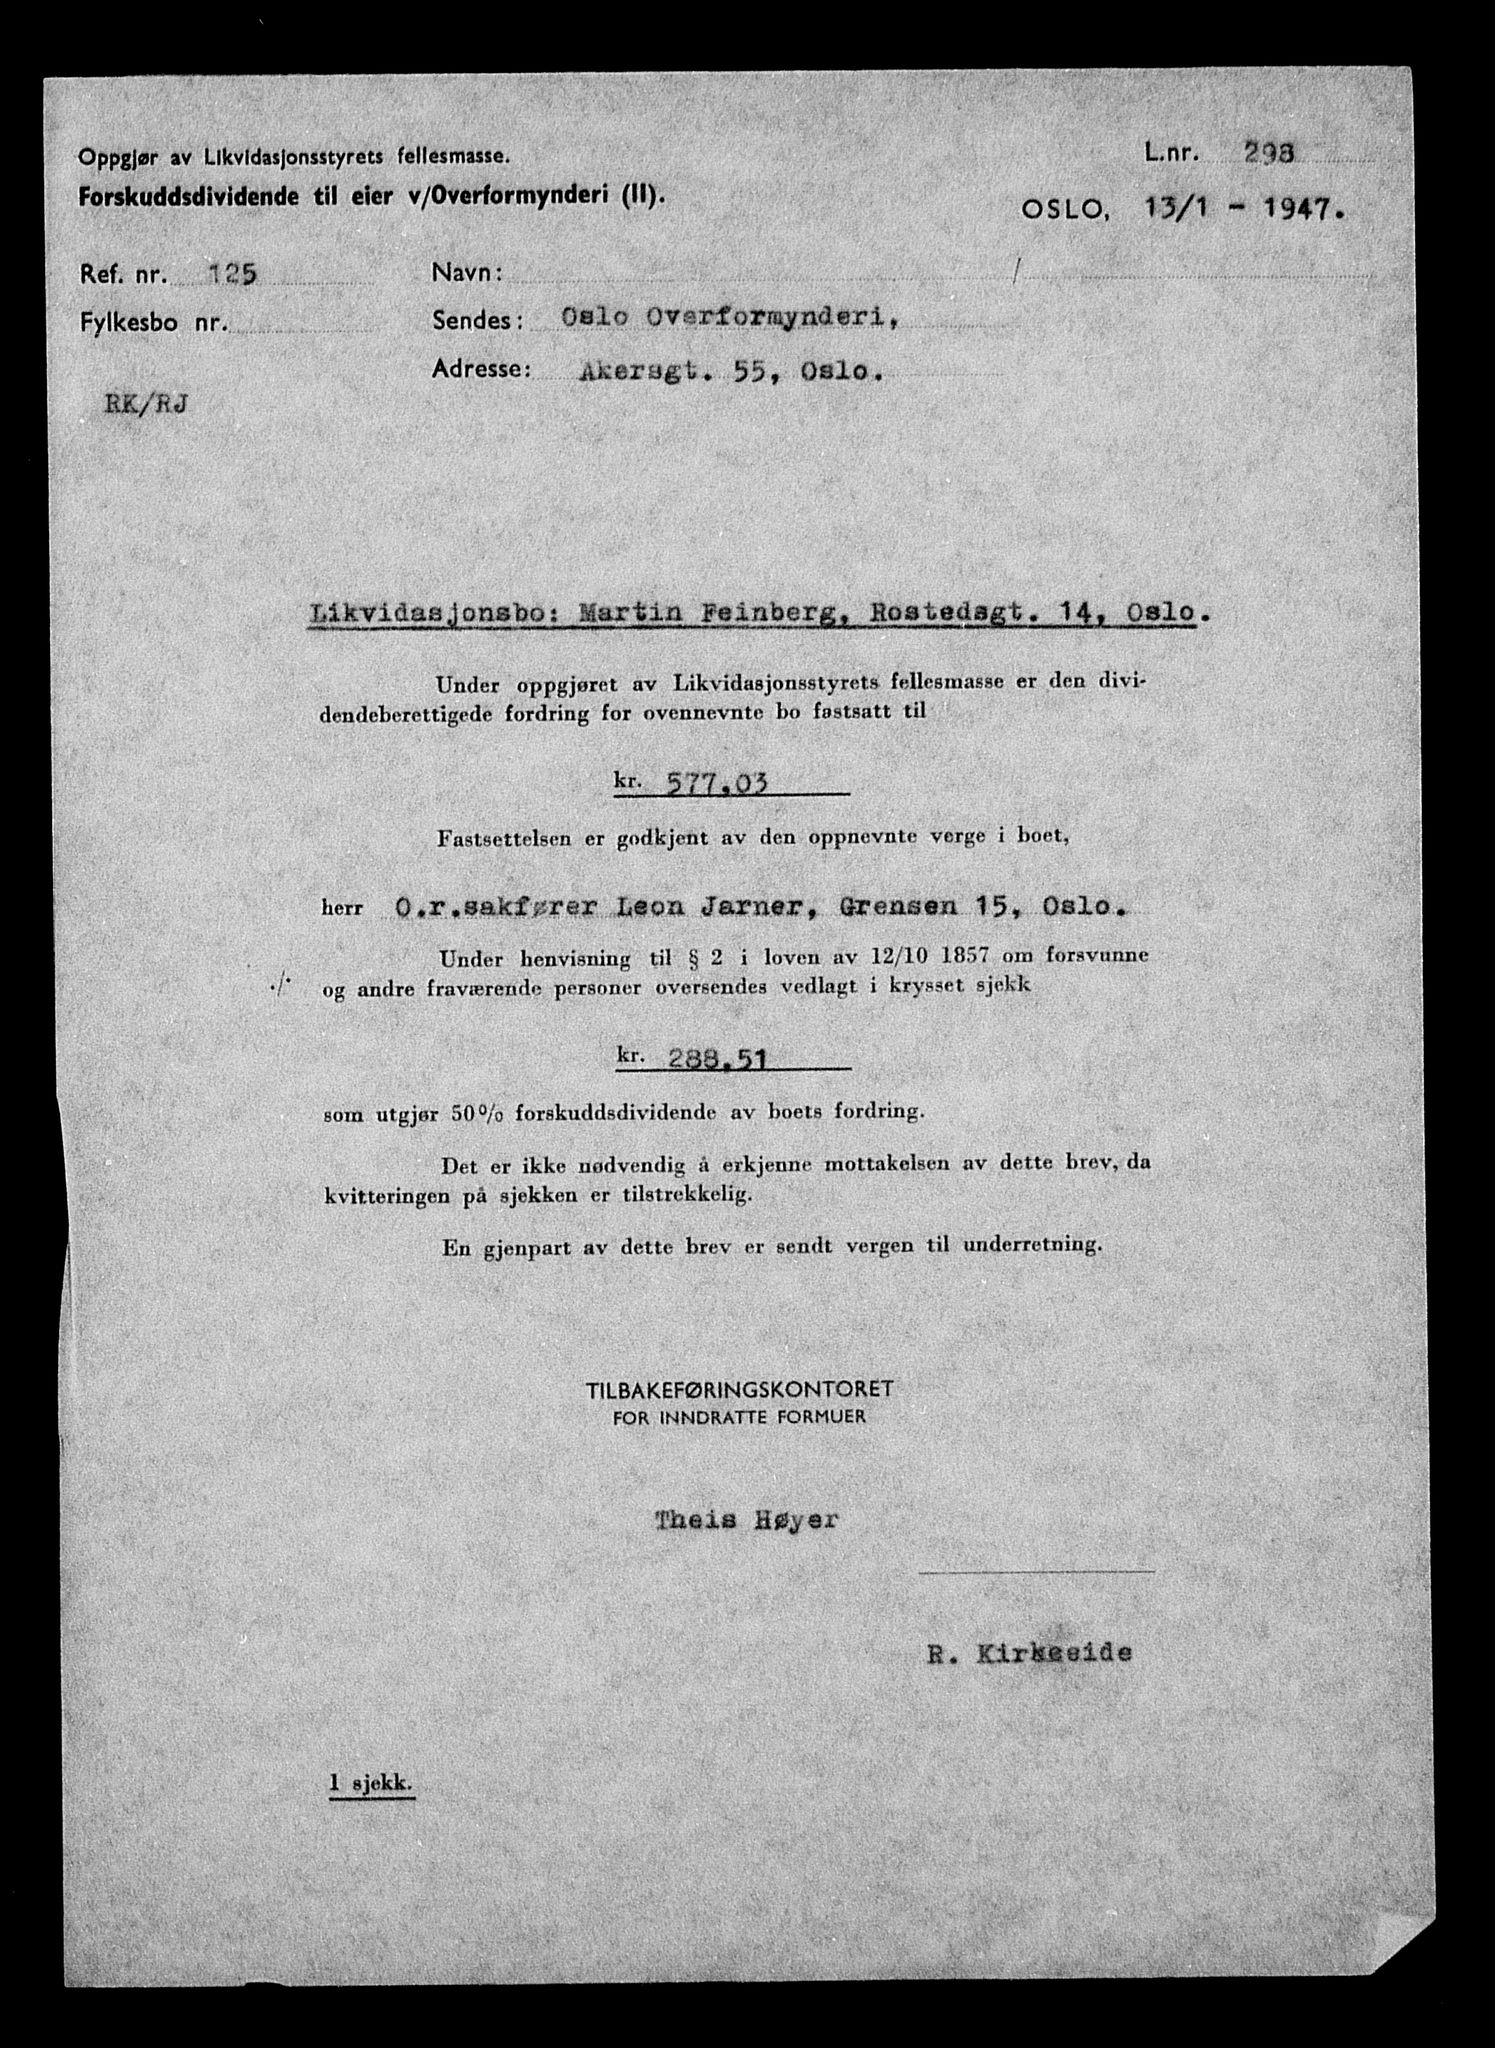 Oppgjør av Likvidasjonsstyrets fellesmasse.
L.nr. 298
Forskuddsdividende til eier v/Overformynderi (II).
OSLO, 13/1 - 1947.
Ref. nr. 125
Navn: /
Fylkesbo nr.
Sendes: Oslo Overformynderi,
Adresse: Akersgt. 55, Oslo.
RK/RJ
Likvidasjonsbo: Martin Feinberg, Rostedsgt. 14, Oslo.
Under oppgjøret av Likvidasjonsstyrets fellesmasse er den divi-
dendeberettigede fordring for ovennevnte bo fastsatt til
kr. 577,03
Fastsettelsen er godkjent av den oppnevnte verge i boet,
herr O.r.sakfører Leon Jarner, Grensen 15, Oslo.
Under henvisning til § 2 i loven av 12/10 1857 om forsvunne
./. og andre fraværende personer oversendes vedlagt i krysset sjekk
kr. 288,51
som utgjør 50% forskuddsdividende av boets fordring.
Det er ikke nødvendig å erkjenne mottakelsen av dette brev, da
kvitteringen på sjekken er tilstrekkelig.
En gjenpart av dette brev er sendt vergen til underretning.
TILBAKEFØRINGSKONTORET
FOR INNDRATTE FORMUER
Theis Høyer
R. Kirkeeide
1 sjekk.